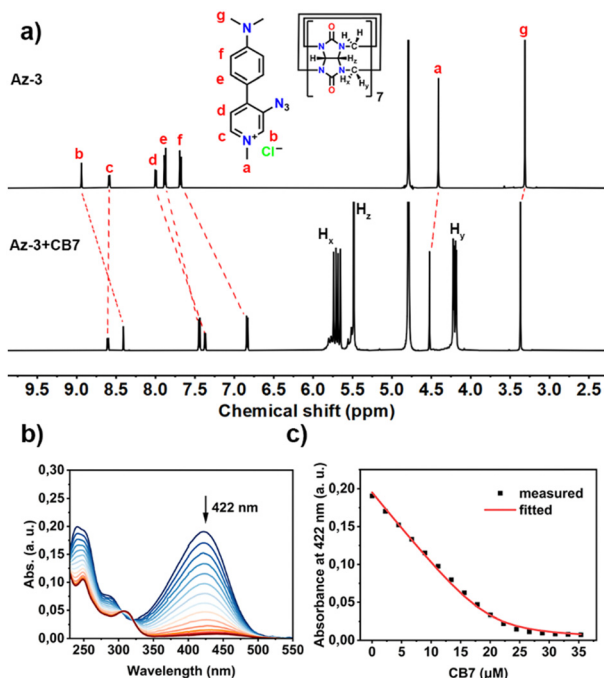 a)
Az-3
g
f
e
d
c
b
a
N
N₃
N⁺
Cl⁻
O
N N
N N
H H
H H
Hz
N N
N N
O
Hx
Hy
7
b
c
d
e
f
a
g
Az-3+CB7
Hx
Hz
Hy
9.5 9.0 8.5 8.0 7.5 7.0 6.5 6.0 5.5 5.0 4.5 4.0 3.5 3.0 2.5
Chemical shift (ppm)
b)
0,30
0,25
0,20
0,15
0,10
0,05
0,00
Abs. (a. u.)
422 nm
250 300 350 400 450 500 550
Wavelength (nm)
c)
0,20
0,15
0,10
0,05
0,00
Absorbance at 422 nm (a. u.)
measured
fitted
0 5 10 15 20 25 30 35
CB7 (μM)